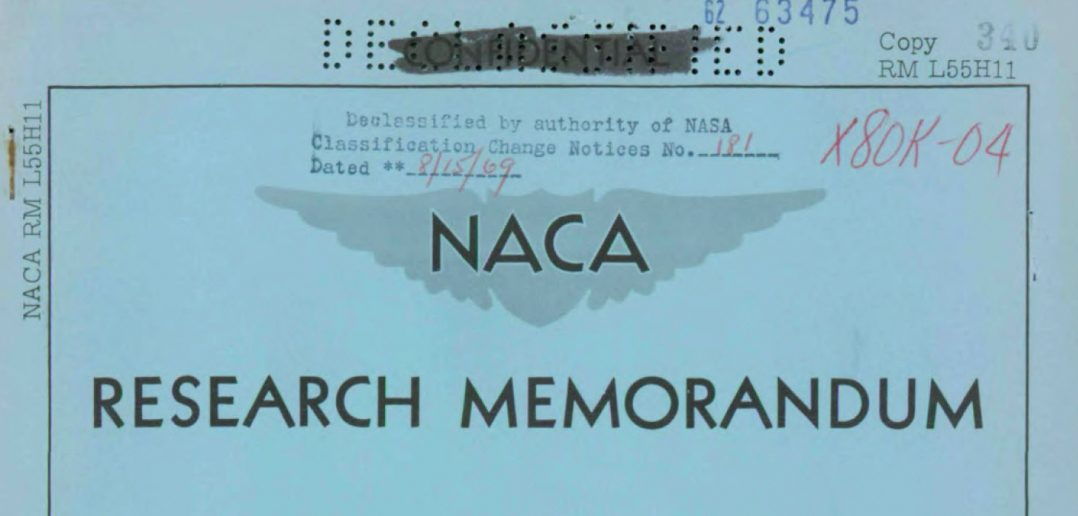 62 63475
DECLASSIFIED
CONFIDENTIAL
Copy 340
RM L55H11
NACA RM L55H11
Declassified by authority of NASA
Classification Change Notices No. 181
Dated ** 8/15/69
X80K-04
NACA
RESEARCH MEMORANDUM